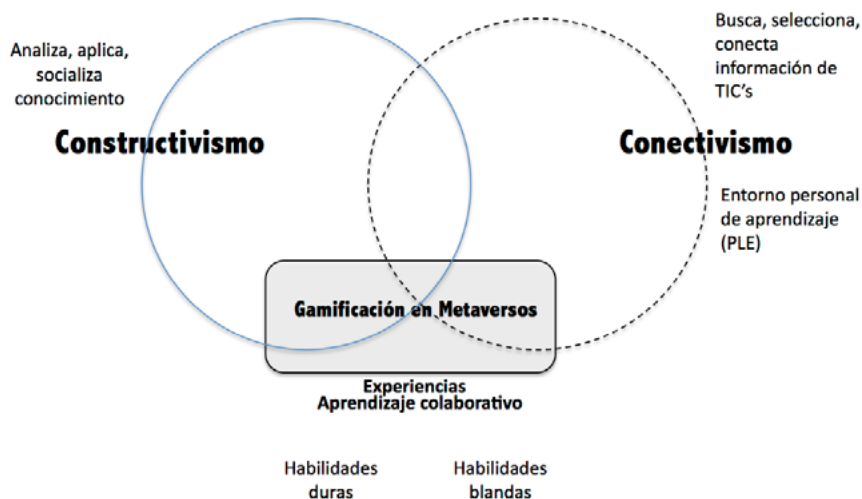 Analiza, aplica,
socializa
conocimiento
Constructivismo
Busca, selecciona,
conecta
información de
TIC's
Conectivismo
Entorno personal
de aprendizaje
(PLE)
Gamificación en Metaversos
Experiencias
Aprendizaje colaborativo
Habilidades
duras
Habilidades
blandas